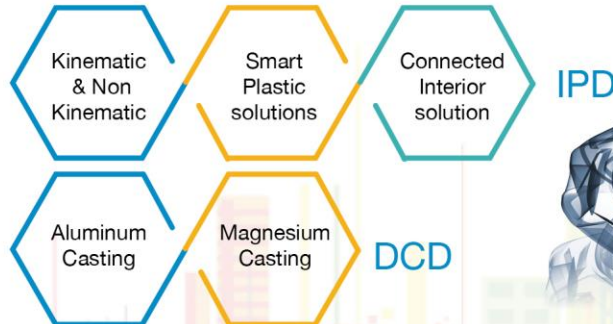 Kinematic
& Non
Kinematic
Smart
Plastic
solutions
Connected
Interior
solution
IPD
Aluminum
Casting
Magnesium
Casting
DCD